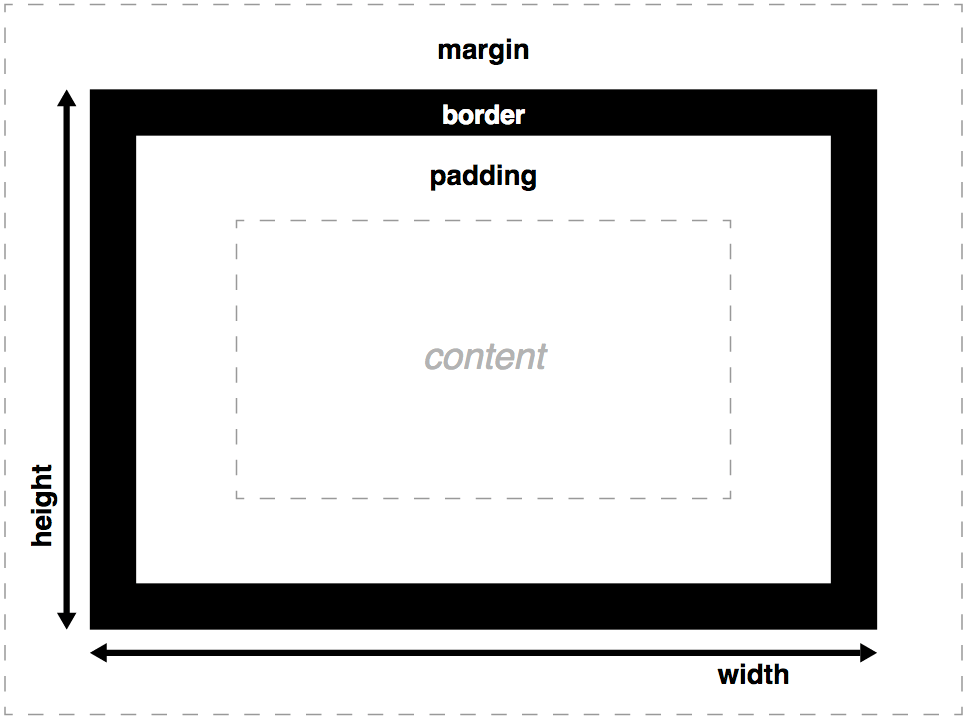 margin
border
padding
content
height
width